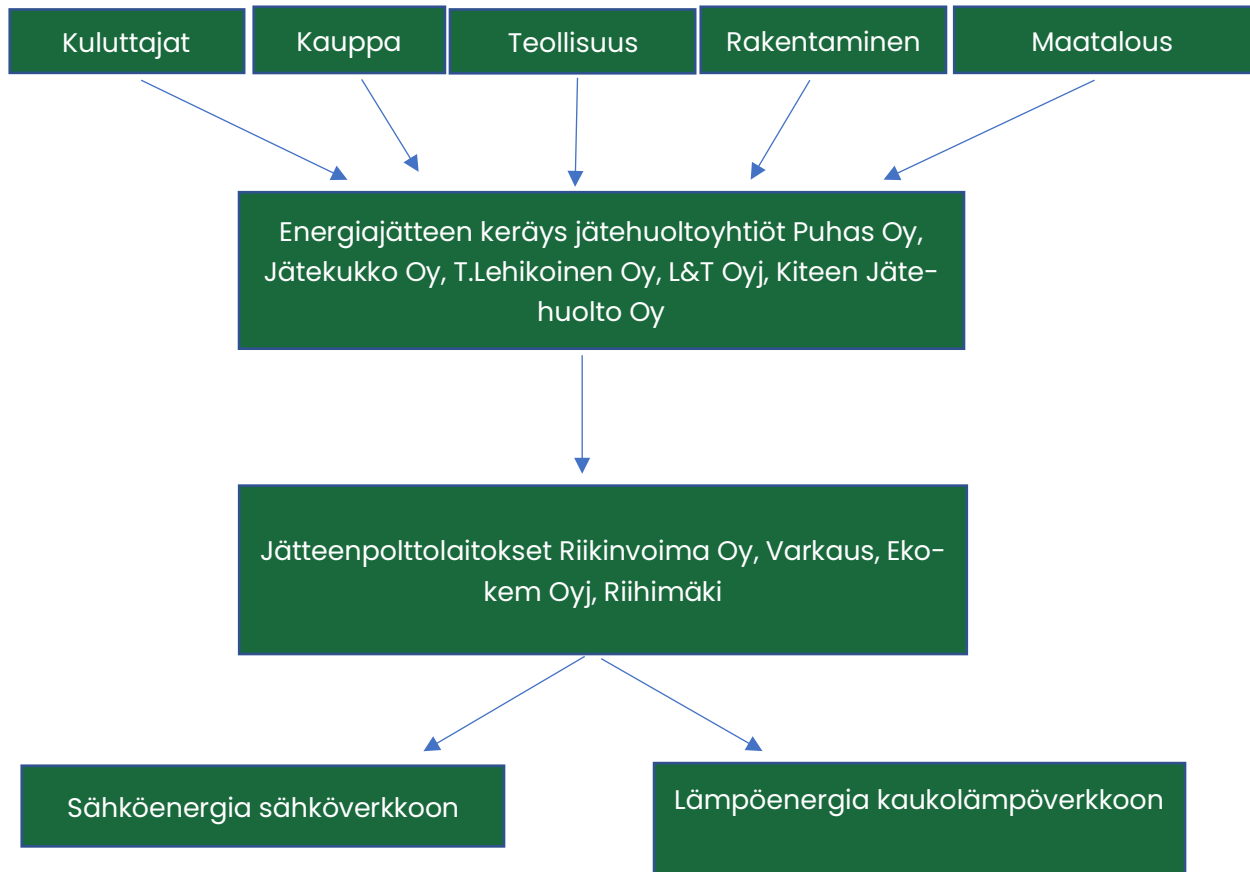 Kuluttajat
Kauppa
Teollisuus
Rakentaminen
Maatalous
Energiajätteen keräys jätehuoltoyhtiöt Puhas Oy,
Jätekukko Oy, T.Lehikoinen Oy, L&T Oyj, Kiteen Jäte-
huolto Oy
Jätteenpolttolaitokset Riikinvoima Oy, Varkaus, Eko-
kem Oyj, Riihimäki
Sähköenergia sähköverkkoon
Lämpöenergia kaukolämpöverkkoon